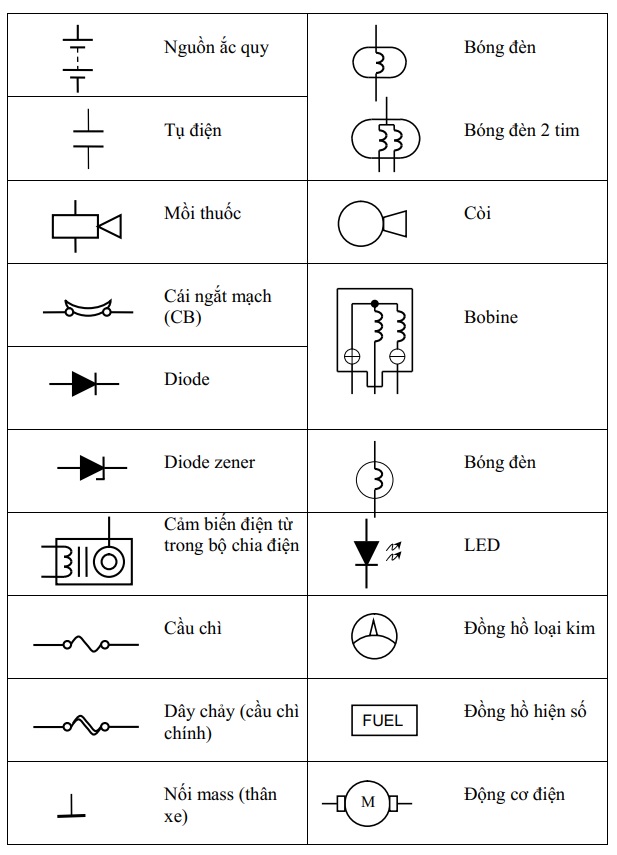 Nguồn ắc quy
Bóng đèn
Tụ điện
Bóng đèn 2 tim
Mồi thuốc
Còi
Cái ngắt mạch
(CB)
Bobine
Diode
Diode zener
Bóng đèn
Cảm biến điện từ
trong bộ chia điện
LED
Cầu chì
Đồng hồ loại kim
Dây chảy (cầu chì
chính)
FUEL
Đồng hồ hiện số
Nối mass (thân
xe)
M
Động cơ điện